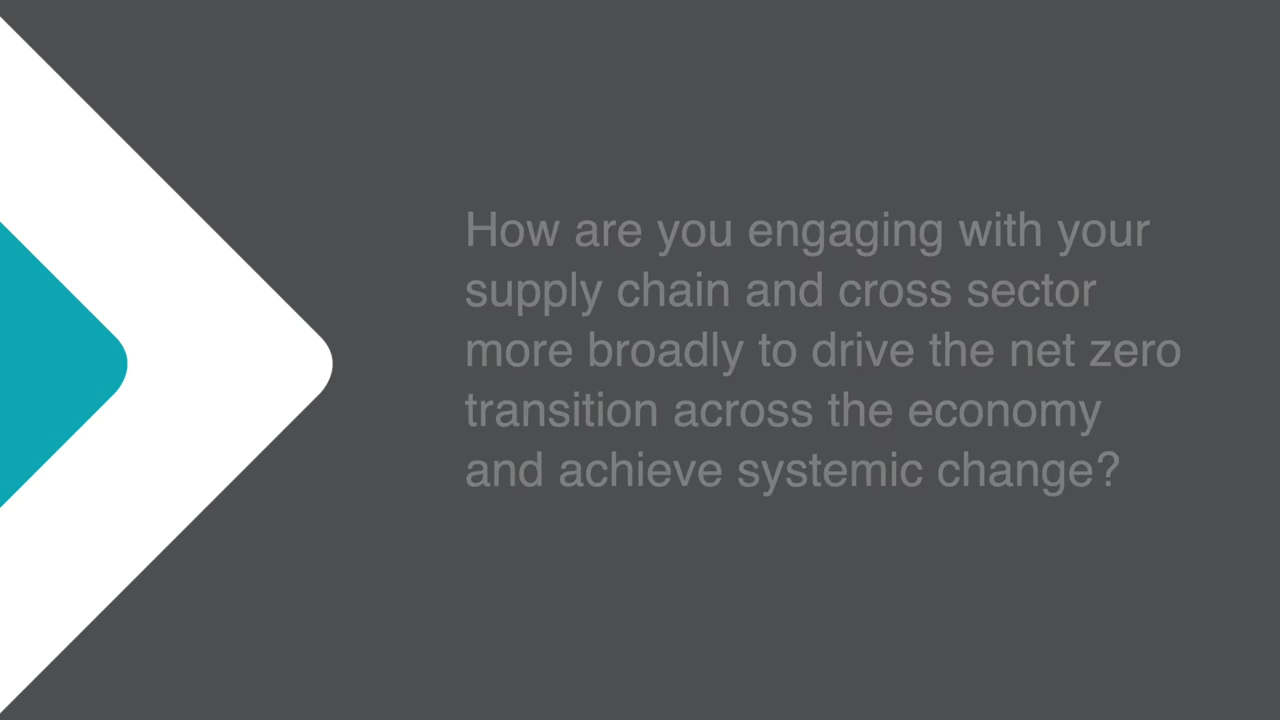 How are you engaging with your
supply chain and cross sector
more broadly to drive the net zero
transition across the economy
and achieve systemic change?